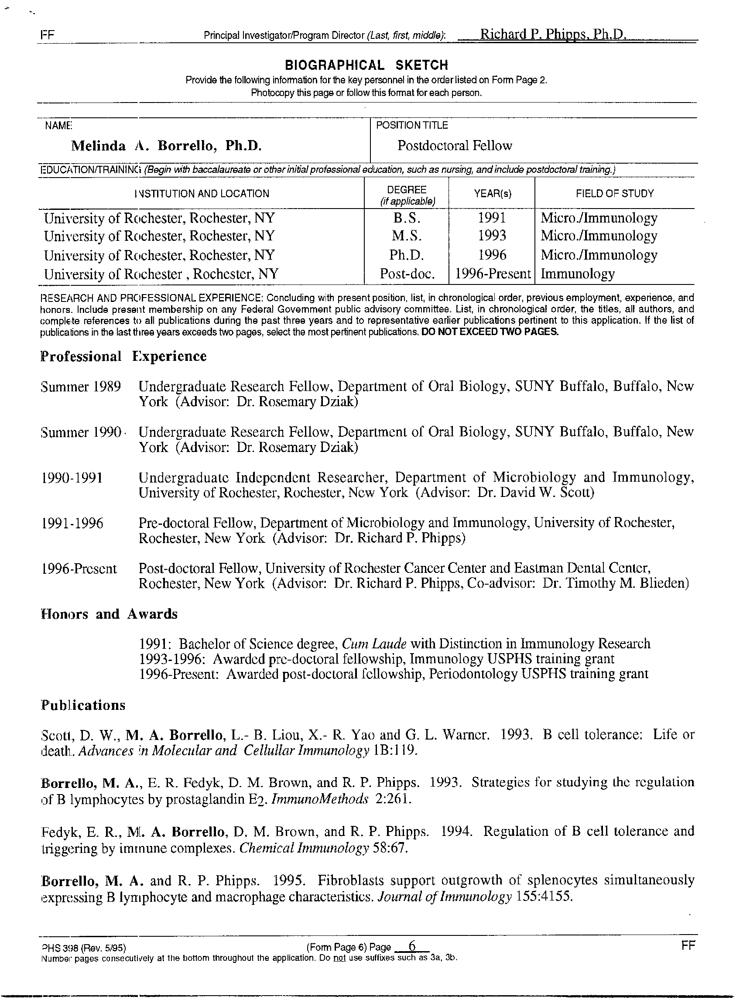 FF Principal Investigator/Program Director (Last, first, middle): Richard P. Phipps, Ph.D.
BIOGRAPHICAL SKETCH
Provide the following information for the key personnel in the order listed on Form Page 2.
Photocopy this page or follow this format for each person.
NAME POSITION TITLE
Melinda A. Borrello, Ph.D. Postdoctoral Fellow
EDUCATION/TRAINING (Begin with baccalaureate or other initial professional education, such as nursing, and include postdoctoral training.)
INSTITUTION AND LOCATION DEGREE (if applicable) YEAR(s) FIELD OF STUDY
University of Rochester, Rochester, NY B.S. 1991 Micro./Immunology
University of Rochester, Rochester, NY M.S. 1993 Micro./Immunology
University of Rochester, Rochester, NY Ph.D. 1996 Micro./Immunology
University of Rochester , Rochester, NY Post-doc. 1996-Present Immunology
RESEARCH AND PROFESSIONAL EXPERIENCE: Concluding with present position, list, in chronological order, previous employment, experience, and
honors. Include present membership on any Federal Government public advisory committee. List, in chronological order, the titles, all authors, and
complete references to all publications during the past three years and to representative earlier publications pertinent to this application. If the list of
publications in the last three years exceeds two pages, select the most pertinent publications. DO NOT EXCEED TWO PAGES.
Professional Experience
Summer 1989 Undergraduate Research Fellow, Department of Oral Biology, SUNY Buffalo, Buffalo, New
York (Advisor: Dr. Rosemary Dziak)
Summer 1990 Undergraduate Research Fellow, Department of Oral Biology, SUNY Buffalo, Buffalo, New
York (Advisor: Dr. Rosemary Dziak)
1990-1991 Undergraduate Independent Researcher, Department of Microbiology and Immunology,
University of Rochester, Rochester, New York (Advisor: Dr. David W. Scott)
1991-1996 Pre-doctoral Fellow, Department of Microbiology and Immunology, University of Rochester,
Rochester, New York (Advisor: Dr. Richard P. Phipps)
1996-Present Post-doctoral Fellow, University of Rochester Cancer Center and Eastman Dental Center,
Rochester, New York (Advisor: Dr. Richard P. Phipps, Co-advisor: Dr. Timothy M. Blieden)
Honors and Awards
1991: Bachelor of Science degree, Cum Laude with Distinction in Immunology Research
1993-1996: Awarded pre-doctoral fellowship, Immunology USPHS training grant
1996-Present: Awarded post-doctoral fellowship, Periodontology USPHS training grant
Publications
Scott, D. W., M. A. Borrello, L.- B. Liou, X.- R. Yao and G. L. Warner. 1993. B cell tolerance: Life or
death. Advances in Molecular and Cellullar Immunology 1B:119.
Borrello, M. A., E. R. Fedyk, D. M. Brown, and R. P. Phipps. 1993. Strategies for studying the regulation
of B lymphocytes by prostaglandin E2. ImmunoMethods 2:261.
Fedyk, E. R., M. A. Borrello, D. M. Brown, and R. P. Phipps. 1994. Regulation of B cell tolerance and
triggering by immune complexes. Chemical Immunology 58:67.
Borrello, M. A. and R. P. Phipps. 1995. Fibroblasts support outgrowth of splenocytes simultaneously
expressing B lymphocyte and macrophage characteristics. Journal of Immunology 155:4155.
PHS 398 (Rev. 5/95) (Form Page 6) Page 6 FF
Number pages consecutively at the bottom throughout the application. Do not use suffixes such as 3a, 3b.